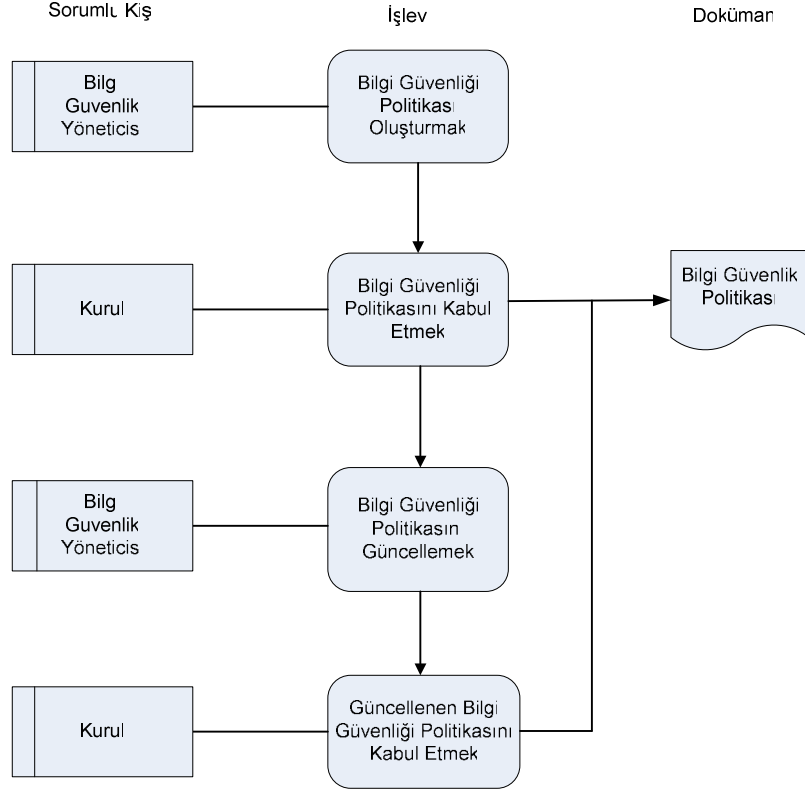 Sorumlu Kiş
İşlev
Doküman
Bilg
Guvenlik
Yöneticis
Bilgi Güvenliği
Politikası
Oluşturmak
Kurul
Bilgi Güvenliği
Politikasını Kabul
Etmek
Bilgi Güvenlik
Politikası
Bilg
Guvenlik
Yöneticis
Bilgi Güvenliği
Politikasın
Güncellemek
Kurul
Güncellenen Bilgi
Güvenliği Politikasını
Kabul Etmek